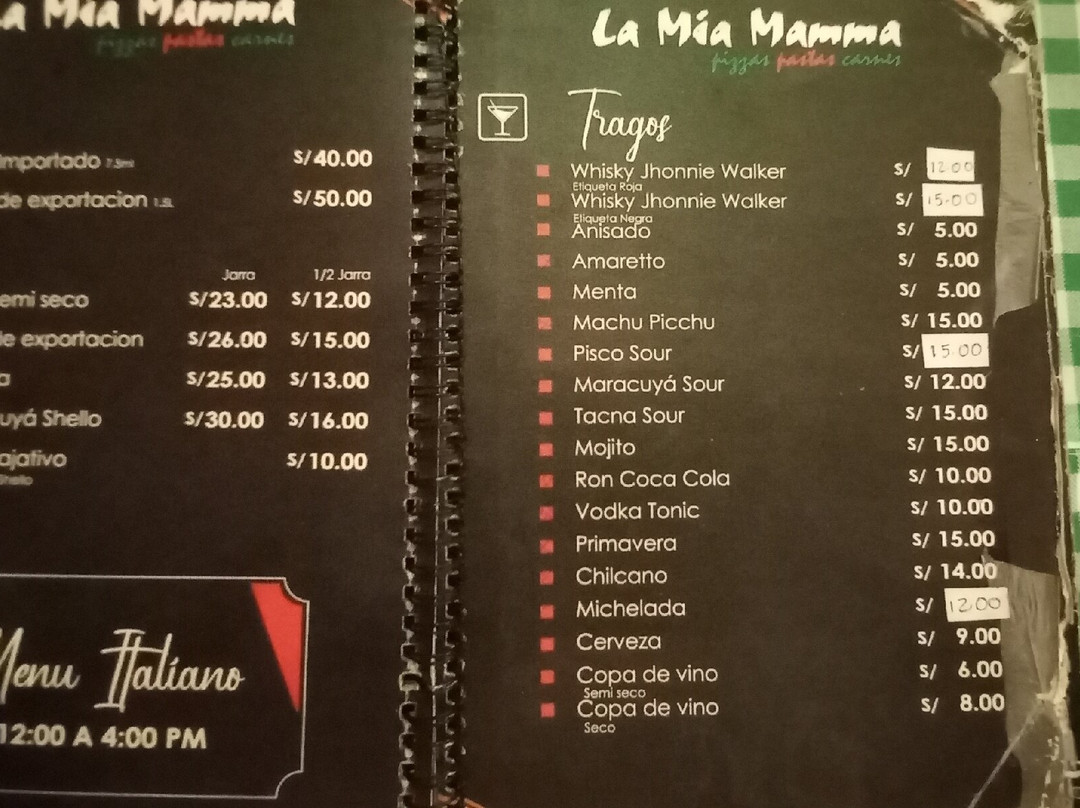 a Mia Mamma
pizzas pastas carnes
importado
S/40.00
de exportacion 1.5L
S/50.00
Jarra 1/2 Jarra
emi seco S/23.00 S/12.00
de exportacion S/26.00 S/15.00
a S/25.00 S/13.00
uyá Shello S/30.00 S/16.00
ajativo S/10.00
Shello
Menu Italiano
12:00 A 4:00 PM
La Mia Mamma
pizzas pastas carnes
Tragos
Whisky Jhonnie Walker S/ 12.00
Etiqueta Roja
Whisky Jhonnie Walker S/ 15.00
Etiqueta Negra
Anisado S/ 5.00
Amaretto S/ 5.00
Menta S/ 5.00
Machu Picchu S/ 15.00
Pisco Sour S/ 15.00
Maracuyá Sour S/ 12.00
Tacna Sour S/ 15.00
Mojito S/ 15.00
Ron Coca Cola S/ 10.00
Vodka Tonic S/ 10.00
Primavera S/ 15.00
Chilcano S/ 14.00
Michelada S/ 12.00
Cerveza S/ 9.00
Copa de vino S/ 6.00
Semi seco
Copa de vino S/ 8.00
Seco